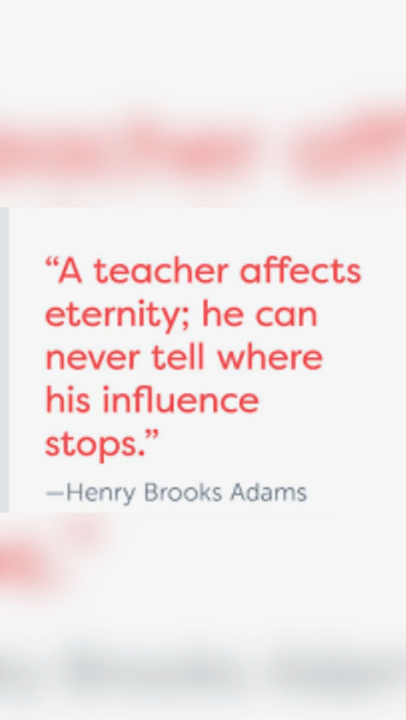 “A teacher affects
eternity; he can
never tell where
his influence
stops.”
—Henry Brooks Adams